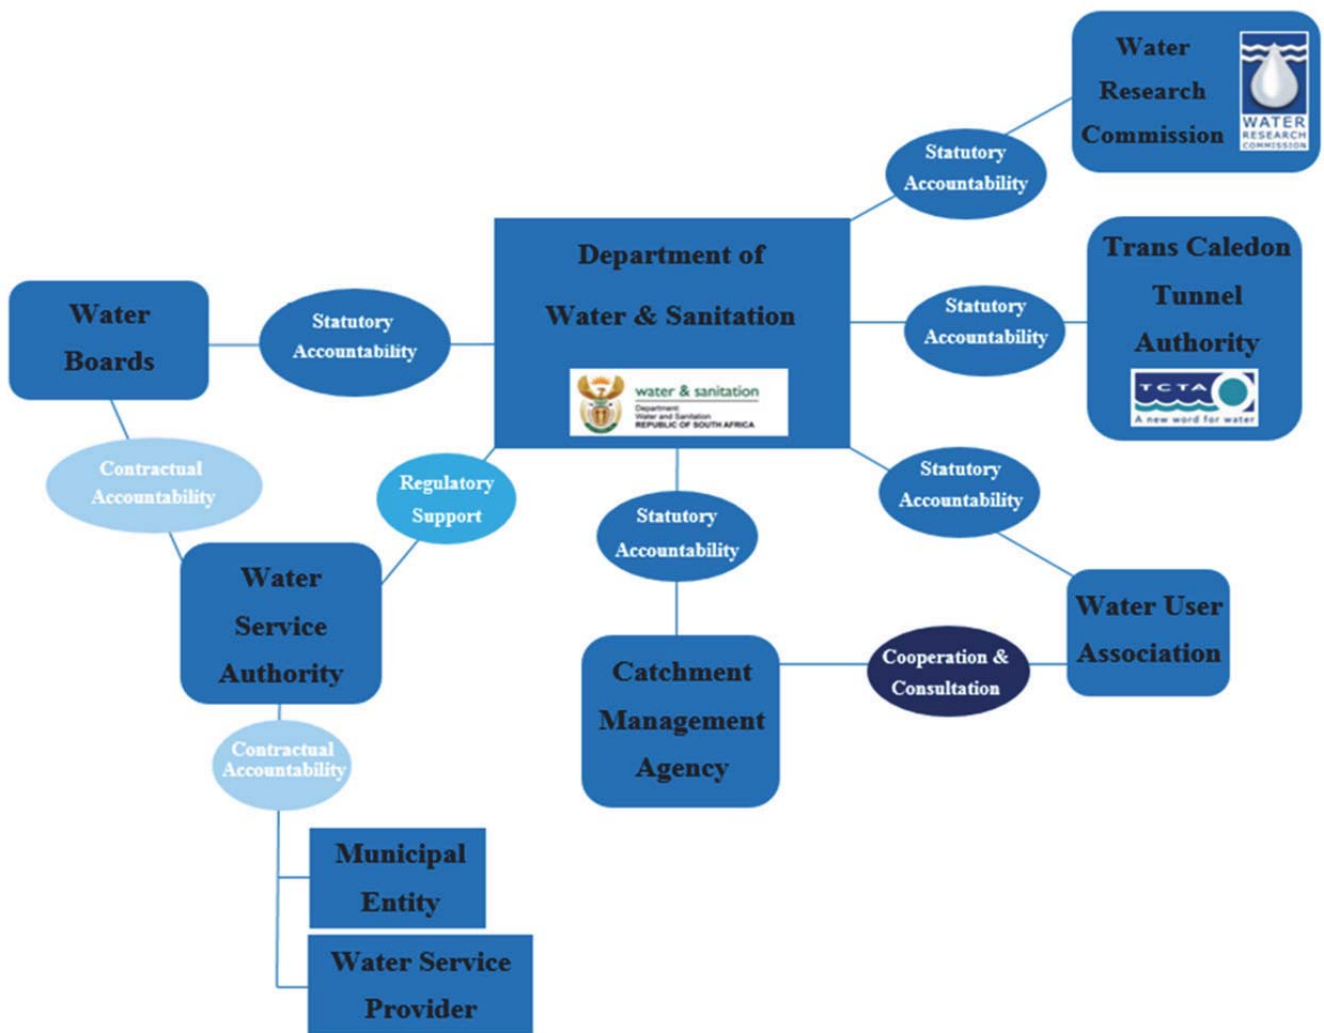 Water
Research
Commission
WATER
RESEARCH
COMMISSION
Statutory
Accountability
Department of
Water & Sanitation
water & sanitation
Department:
Water and Sanitation
REPUBLIC OF SOUTH AFRICA
Trans Caledon
Tunnel
Authority
TCTA
A new word for water
Statutory
Accountability
Water
Boards
Statutory
Accountability
Contractual
Accountability
Regulatory
Support
Statutory
Accountability
Statutory
Accountability
Water
Service
Authority
Water User
Association
Cooperation &
Consultation
Catchment
Management
Agency
Contractual
Accountability
Municipal
Entity
Water Service
Provider